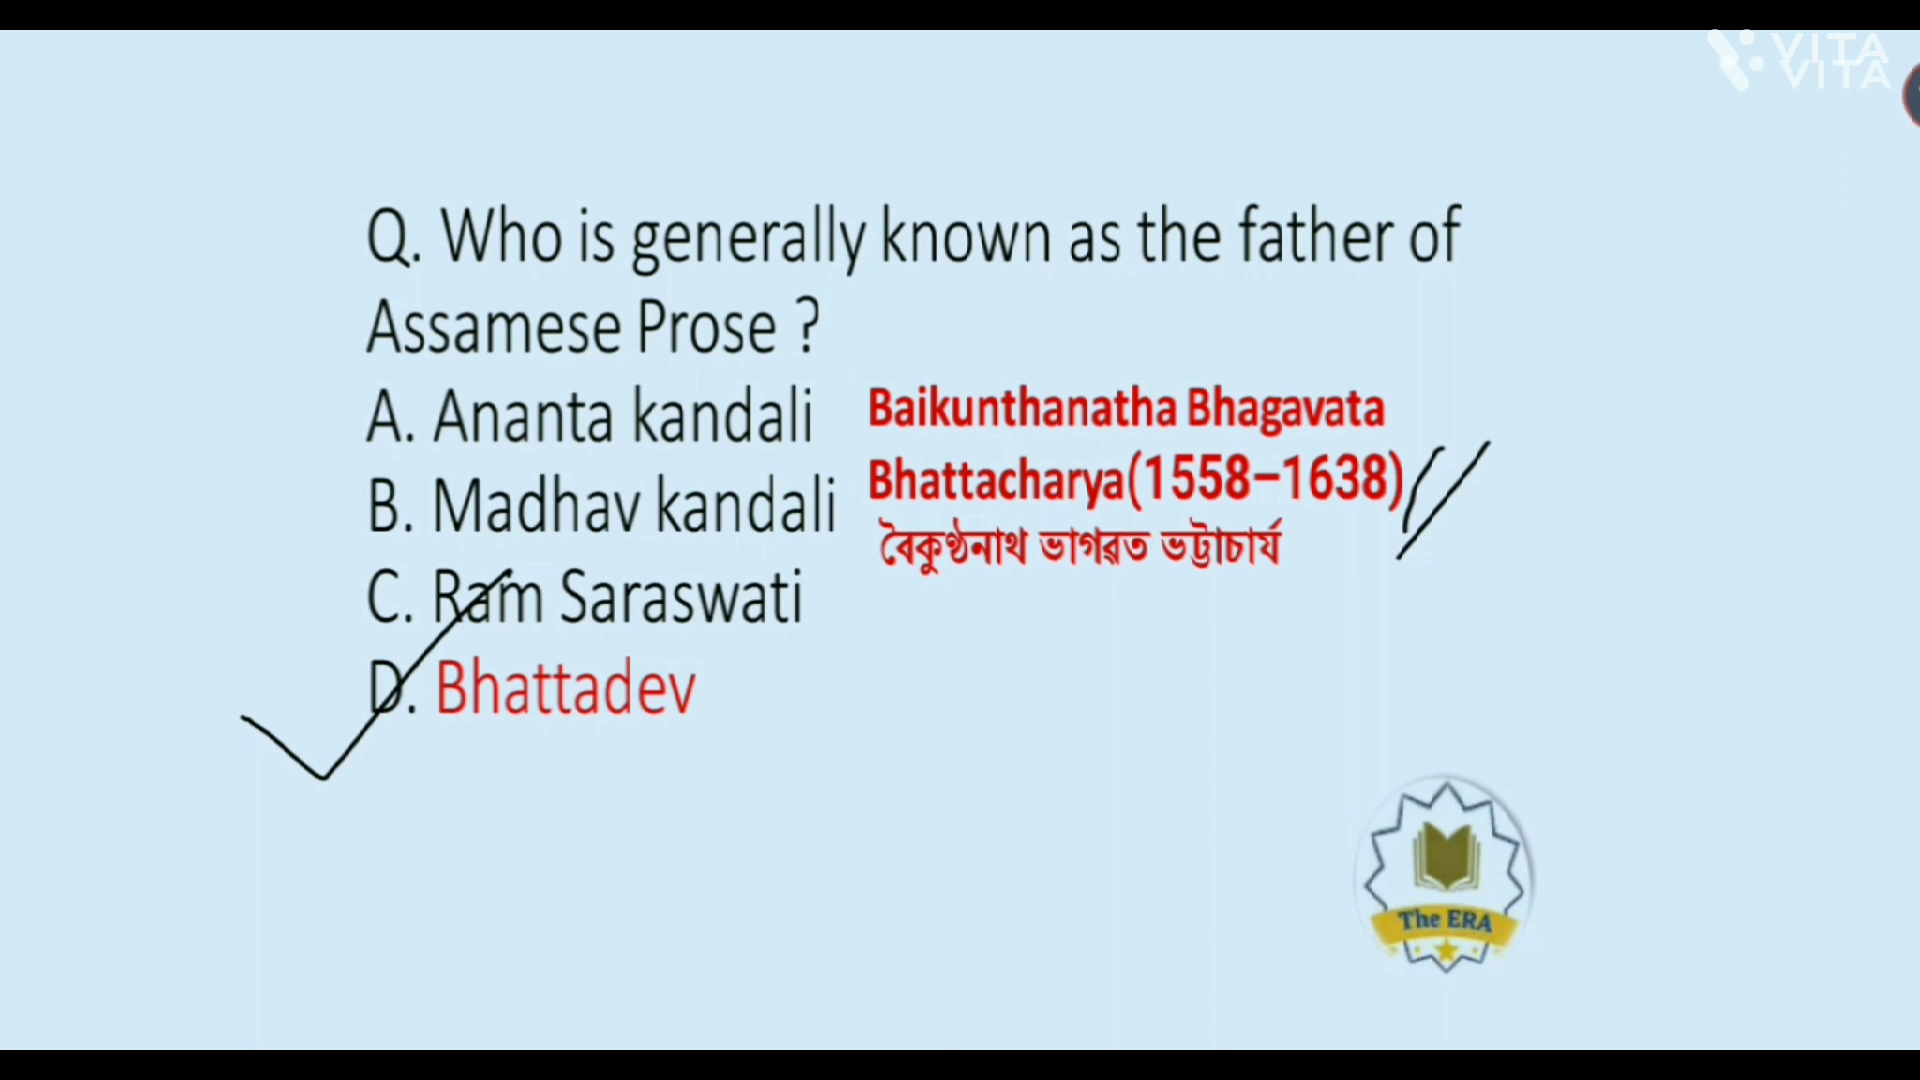 VITA
VITA
Q. Who is generally known as the father of
Assamese Prose ?
A. Ananta kandali
B. Madhav kandali
C. Ram Saraswati
D. Bhattadev
Baikunthanatha Bhagavata
Bhattacharya(1558–1638)
বৈকুণ্ঠনাথ ভাগৱত ভট্টাচাৰ্য
The ERA